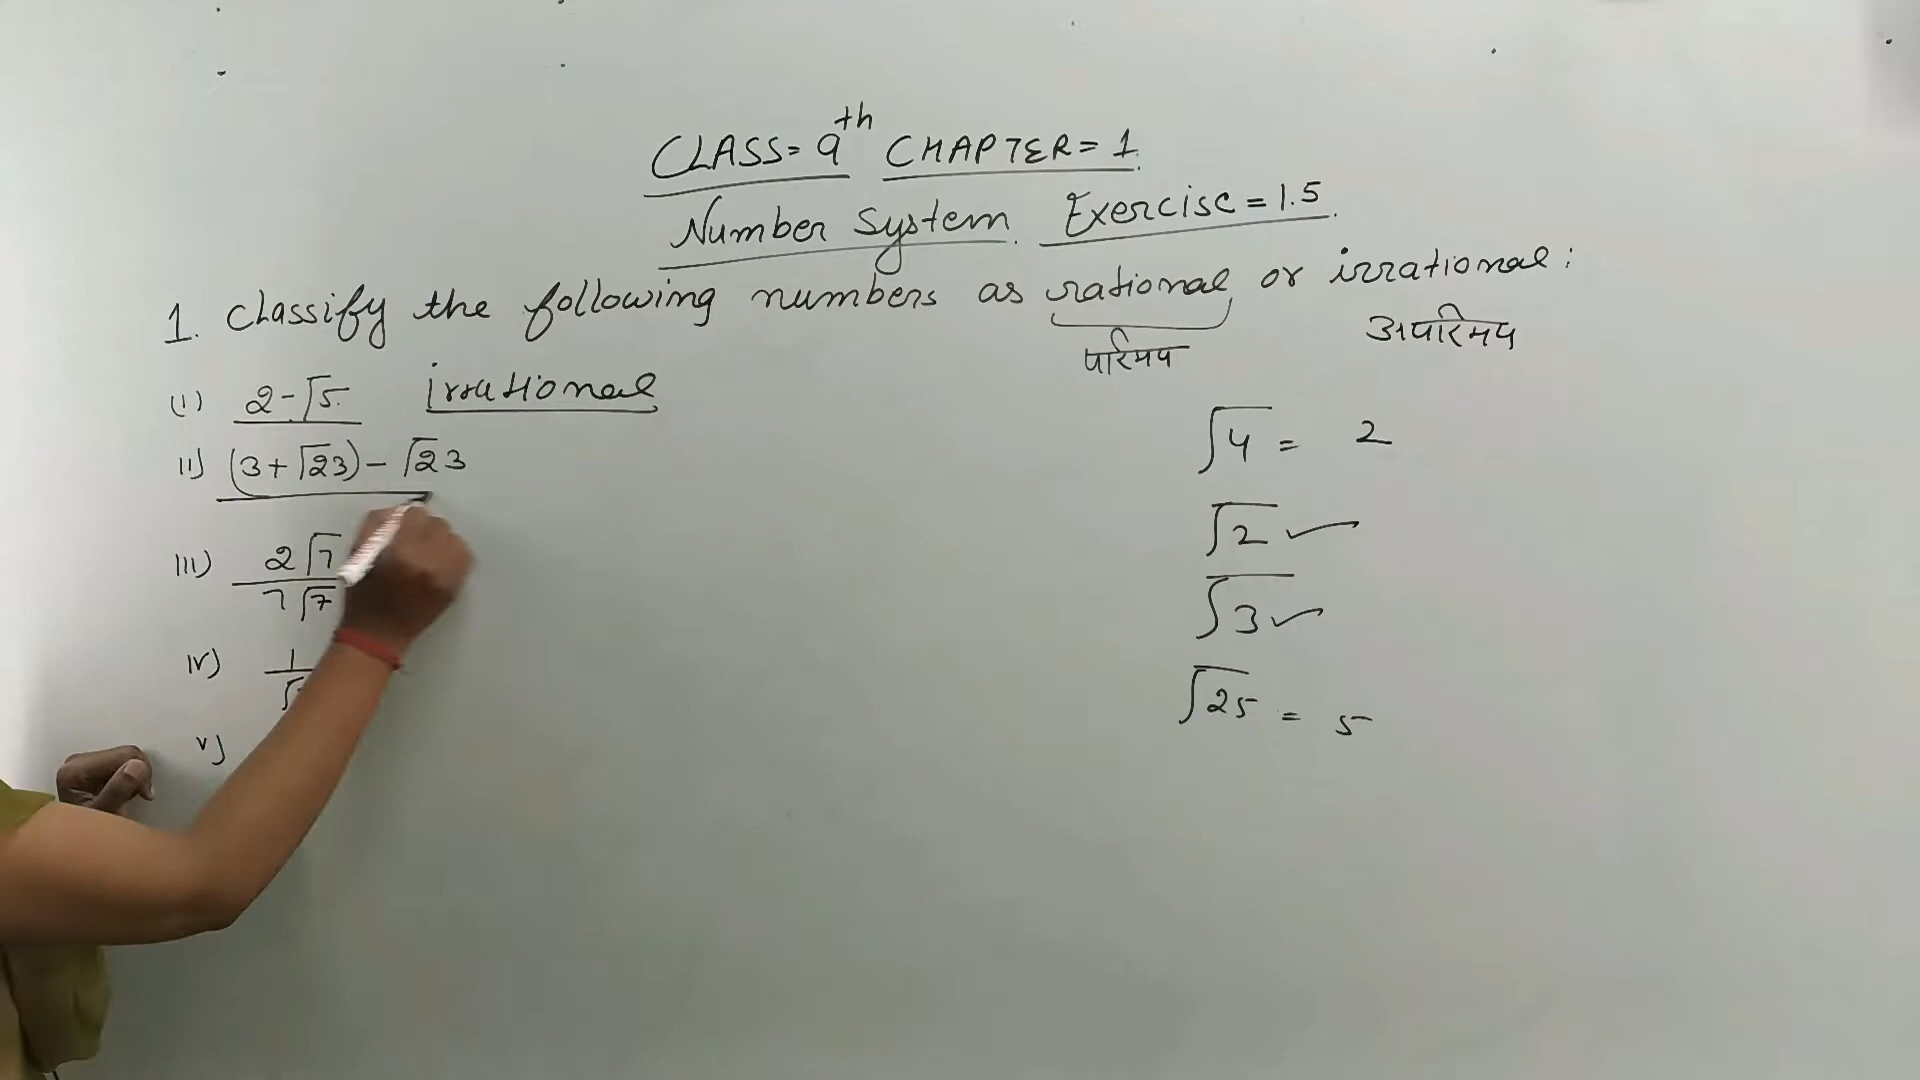 CLASS = 9th CHAPTER = 1.
Number System. Exercise = 1.5.
1. Classify the following numbers as rational or irrational:
परिमेय अपरिमेय
(i) 2-√5 irrational
ii) (3+√23) - √23
iii) 2√7
7√7
iv) 1
v)
√4 = 2
√2 ✓
√3 ✓
√25 = 5